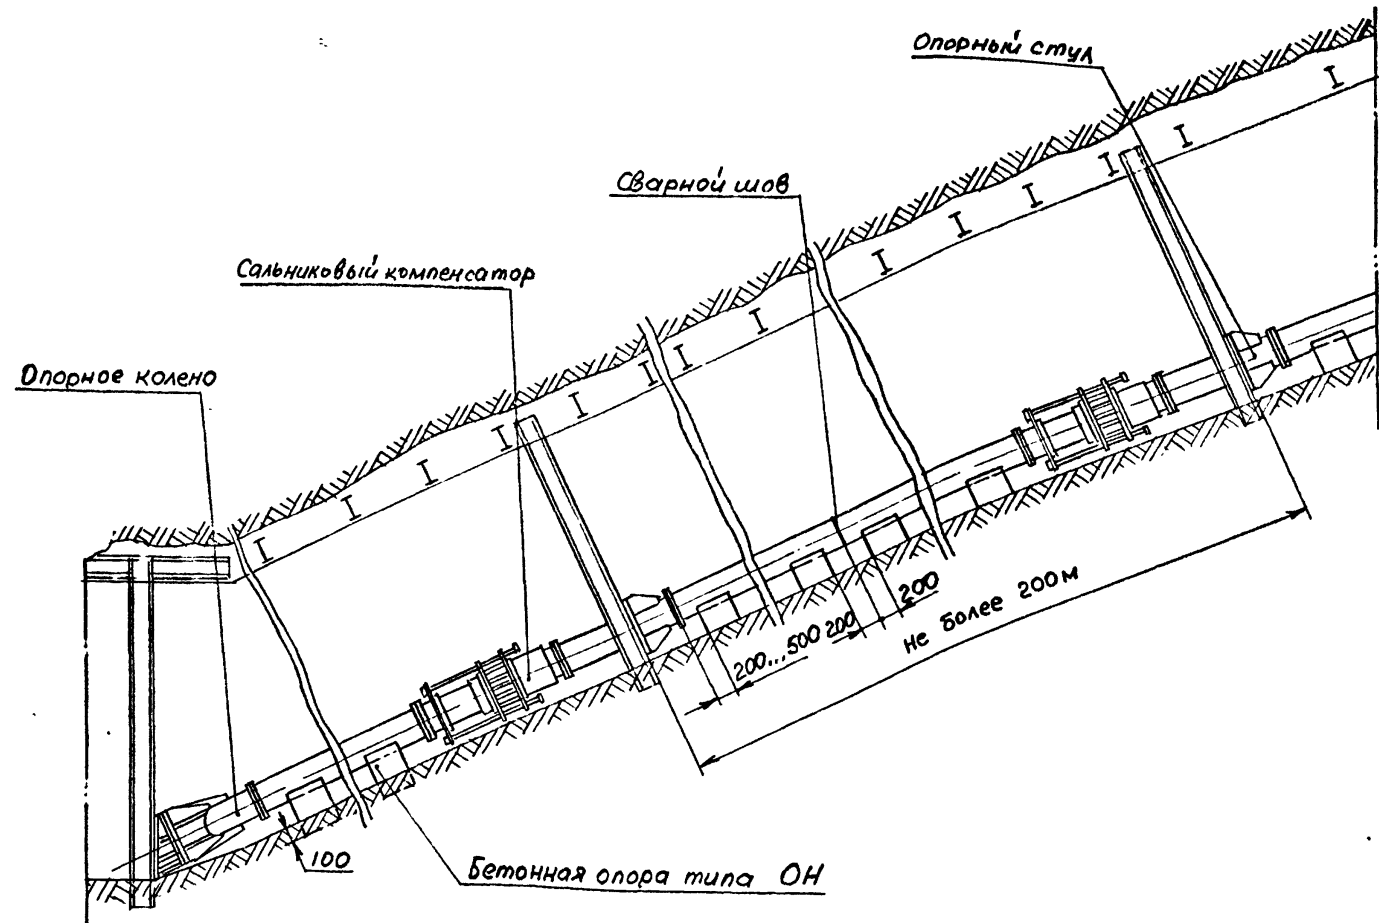 Опорный стул
Сварной шов
Сальниковый компенсатор
Опорное колено
200...500
200
200
не более 200м
100
Бетонная опора типа ОН